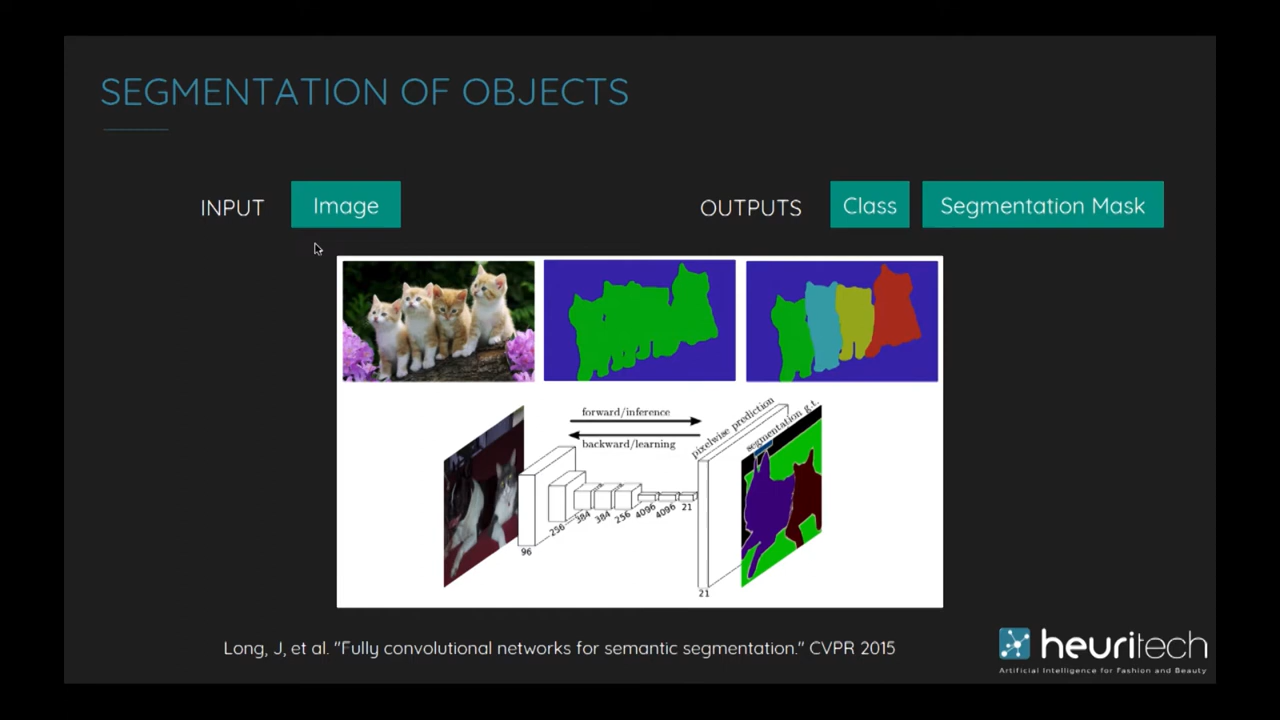 SEGMENTATION OF OBJECTS
INPUT Image OUTPUTS Class Segmentation Mask
forward/inference
backward/learning
pixelwise prediction
segmentation g.t.
96 256 384 384 256 4096 4096 21
21
Long, J, et al. "Fully convolutional networks for semantic segmentation." CVPR 2015
heuritech
Artificial Intelligence for Fashion and Beauty